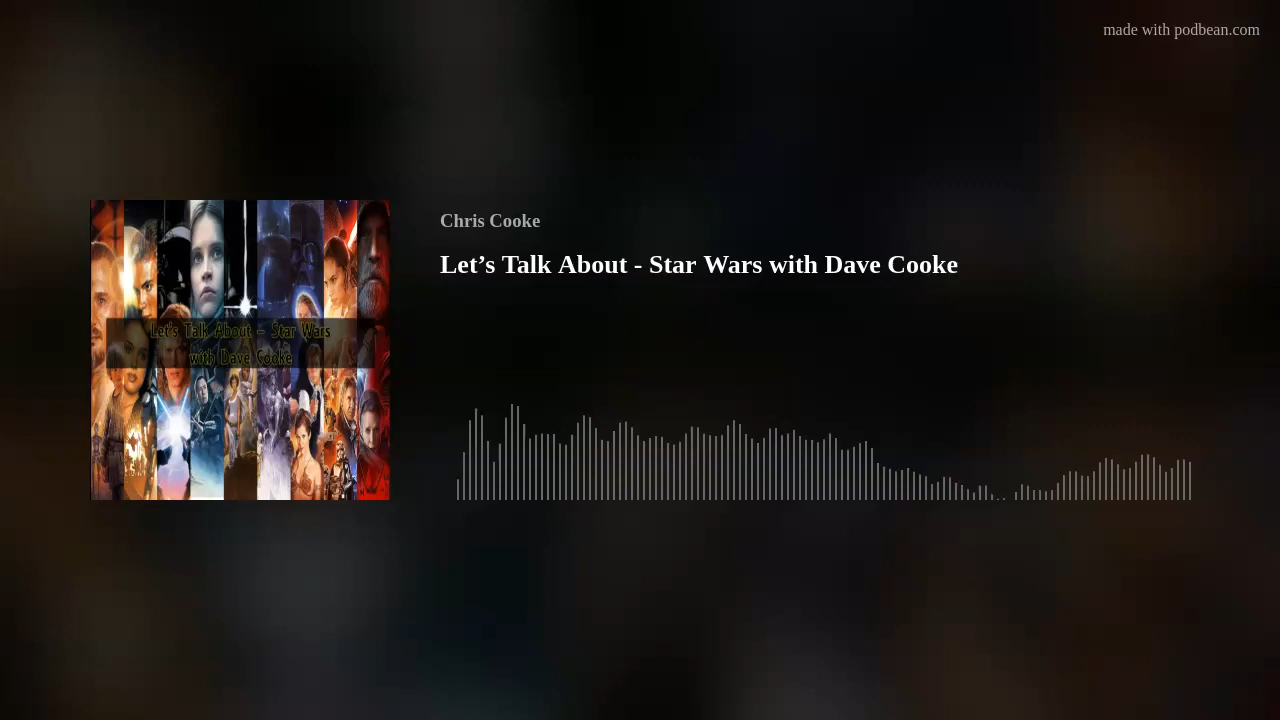 made with podbean.com
Chris Cooke
Let’s Talk About - Star Wars with Dave Cooke
Let's Talk About - Star Wars
with Dave Cooke